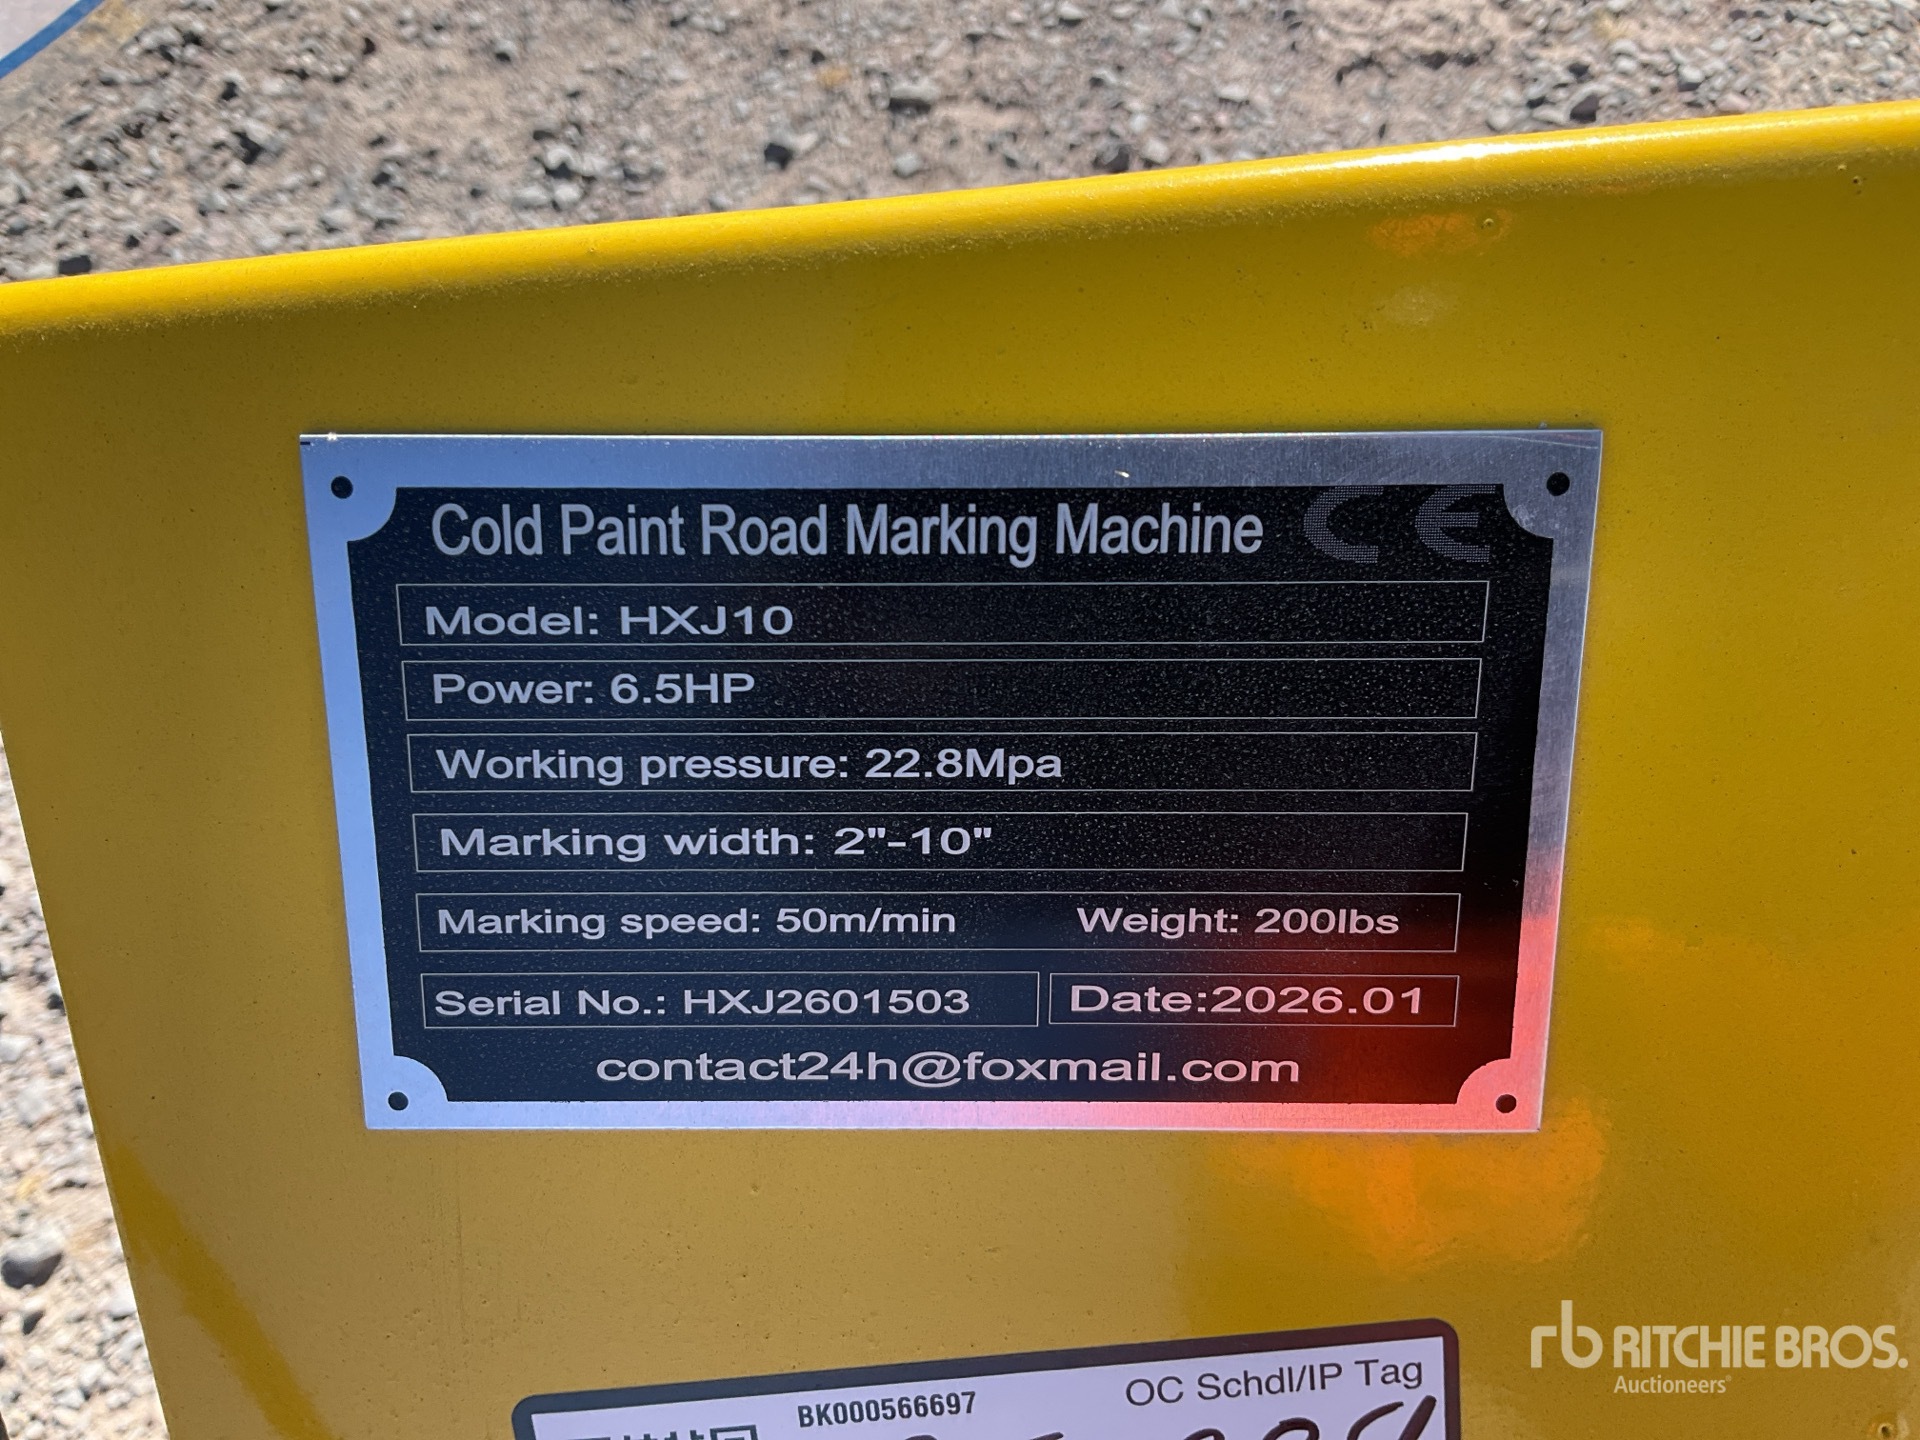 Cold Paint Road Marking Machine CE
Model: HXJ10
Power: 6.5HP
Working pressure: 22.8Mpa
Marking width: 2"-10"
Marking speed: 50m/min Weight: 200lbs
Serial No.: HXJ2601503 Date:2026.01
contact24h@foxmail.com
BK000566697 OC Schdl/IP Tag
rb RITCHIE BROS.
Auctioneers